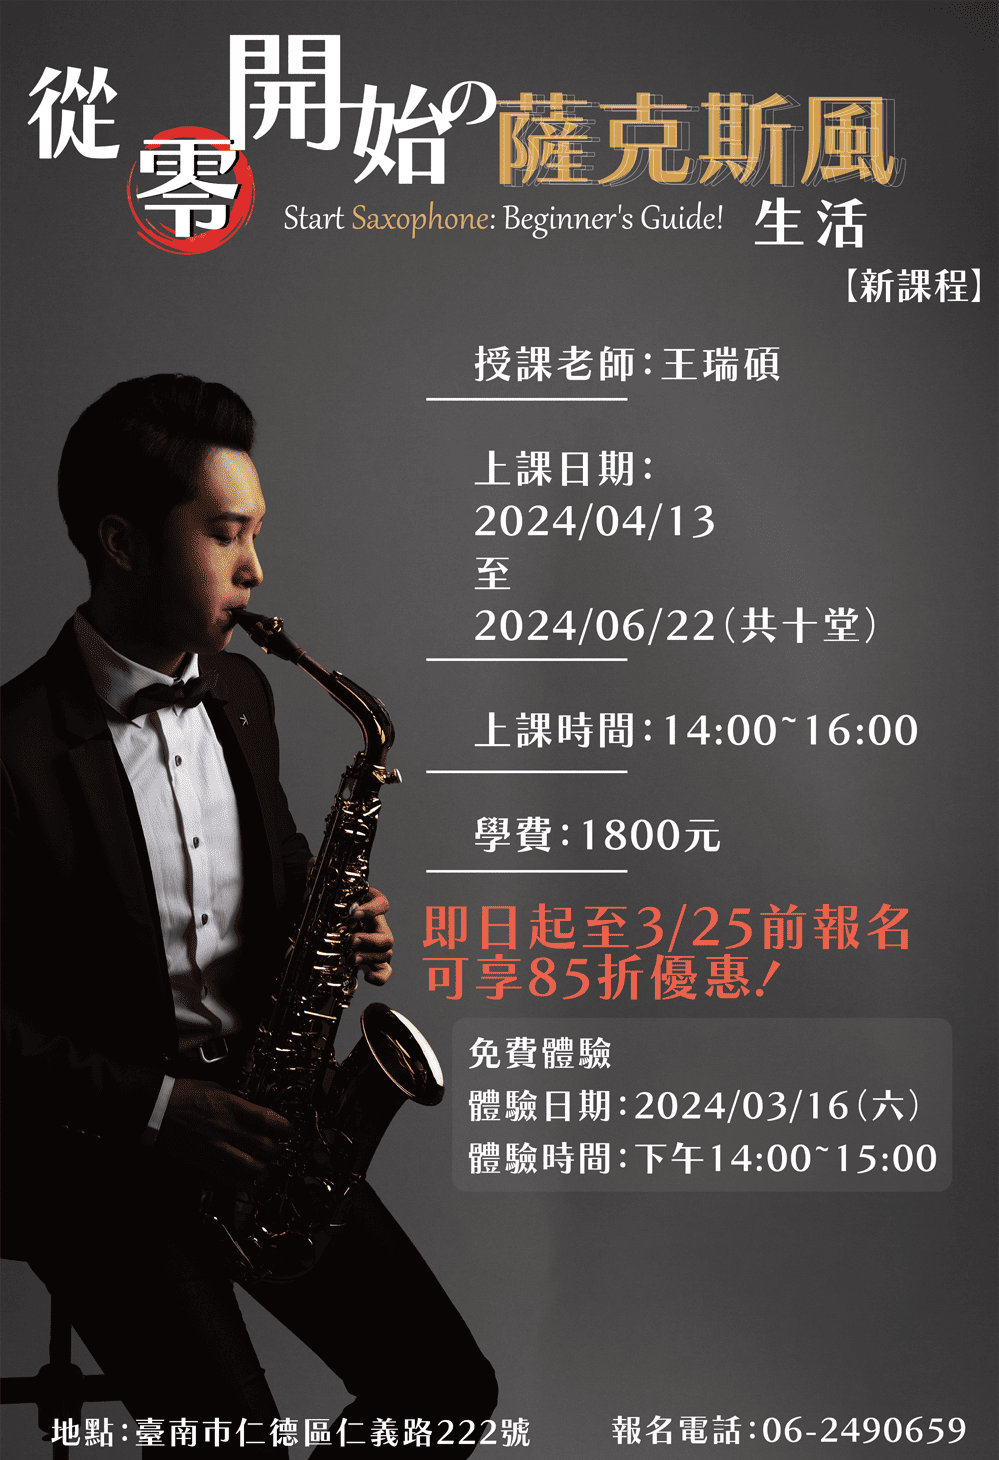 從零開始の薩克斯風
Start Saxophone: Beginner's Guide!
生活
【新課程】
授課老師：王瑞碩
上課日期：
2024/04/13
至
2024/06/22（共十堂）
上課時間：14:00~16:00
學費：1800元
即日起至3/25前報名
可享85折優惠！
免費體驗
體驗日期：2024/03/16（六）
體驗時間：下午14:00~15:00
地點：臺南市仁德區仁義路222號
報名電話：06-2490659